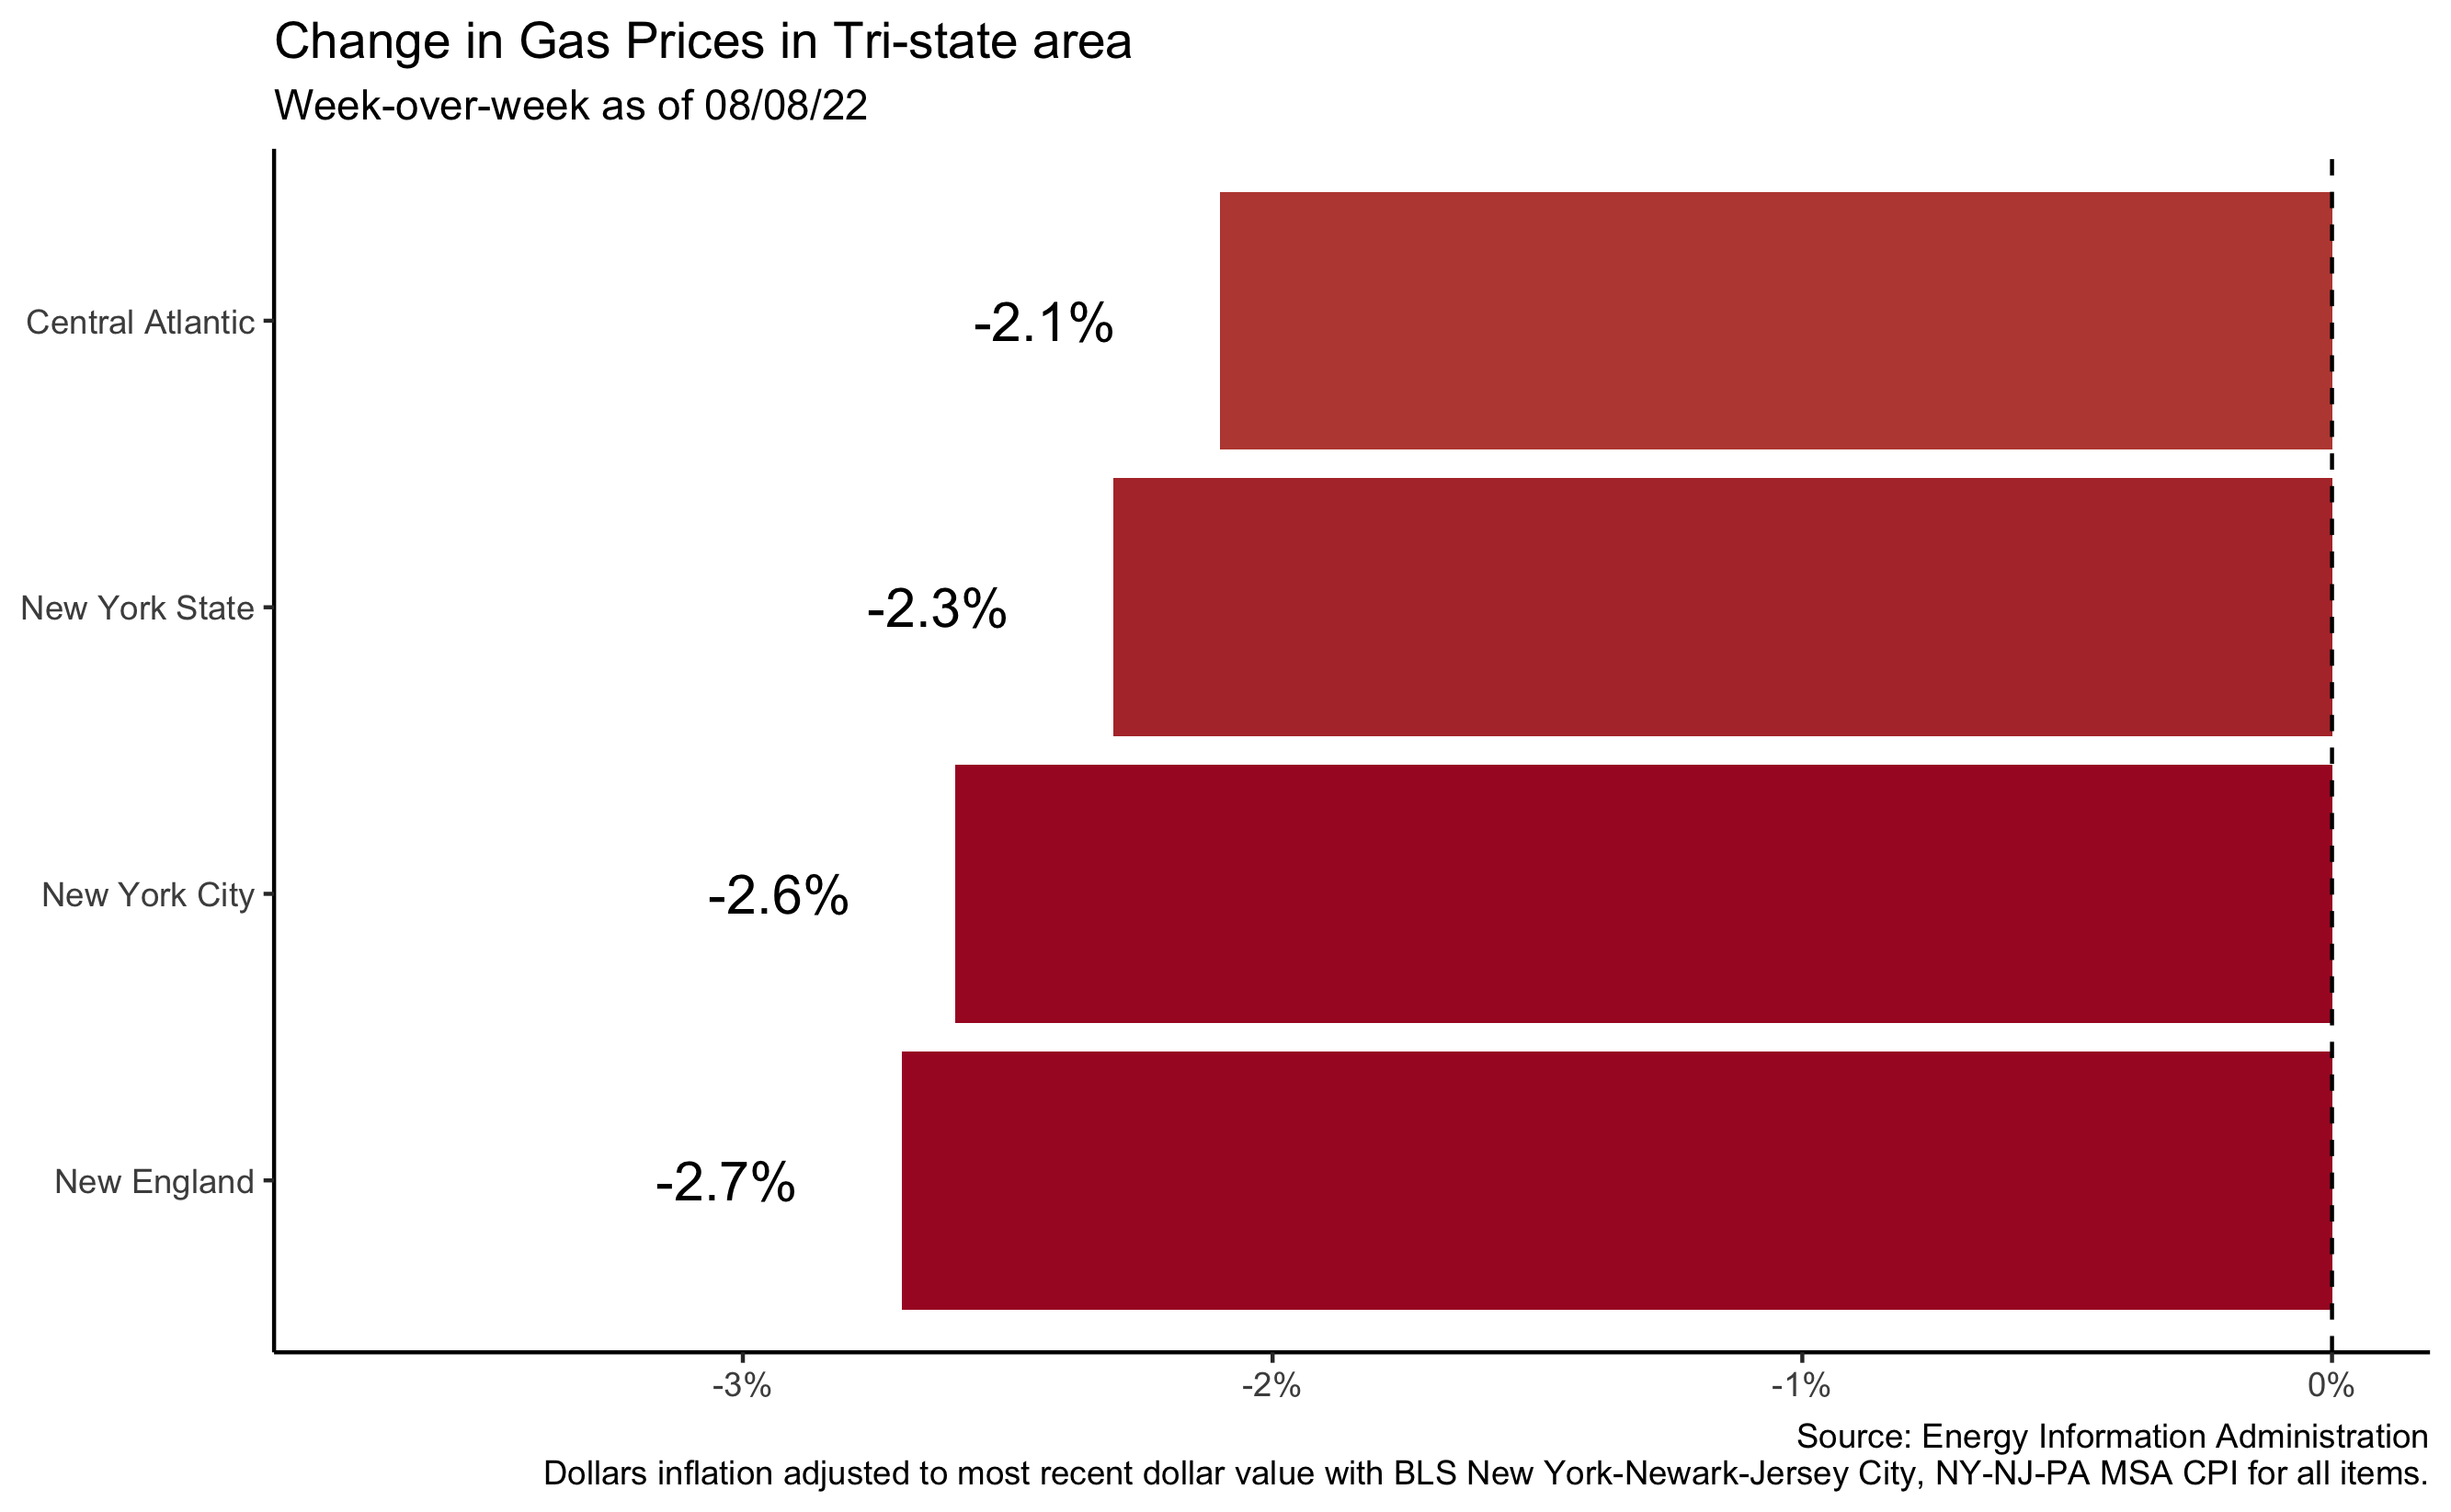 Change in Gas Prices in Tri-state area
Week-over-week as of 08/08/22
Central Atlantic
-2.1%
New York State
-2.3%
New York City
-2.6%
New England
-2.7%
-3%
-2%
-1%
0%
Source: Energy Information Administration
Dollars inflation adjusted to most recent dollar value with BLS New York-Newark-Jersey City, NY-NJ-PA MSA CPI for all items.